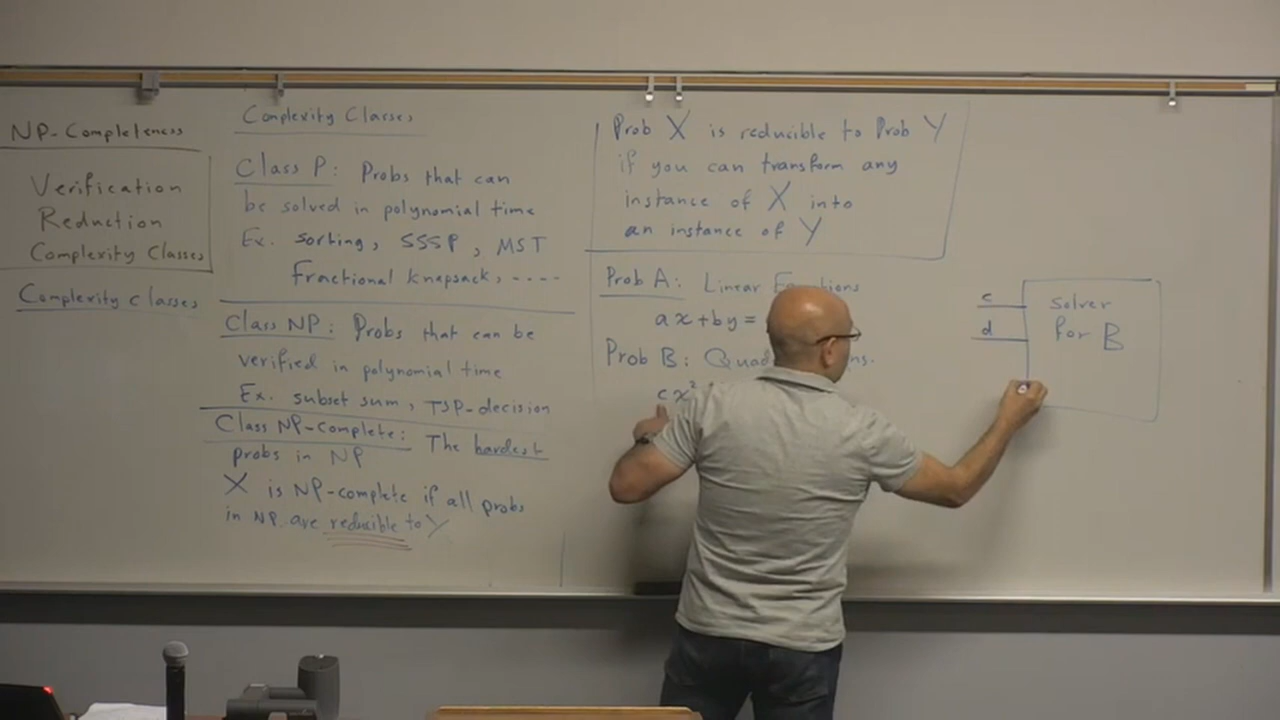 NP-Completeness
Verification
Reduction
Complexity Classes
Complexity classes
Complexity Classes
Class P: Probs that can
be solved in polynomial time
Ex. sorting, SSSP, MST
Fractional knapsack, ----
Class NP: Probs that can be
verified in polynomial time
Ex. subset sum, TSP-decision
Class NP-Complete: The hardest
probs in NP
X is NP-complete if all probs
in NP are reducible to Y
Prob X is reducible to Prob Y
if you can transform any
instance of X into
an instance of Y
Prob A: Linear Equations
ax+by=
Prob B:
cx²
c
d
Solver
for B